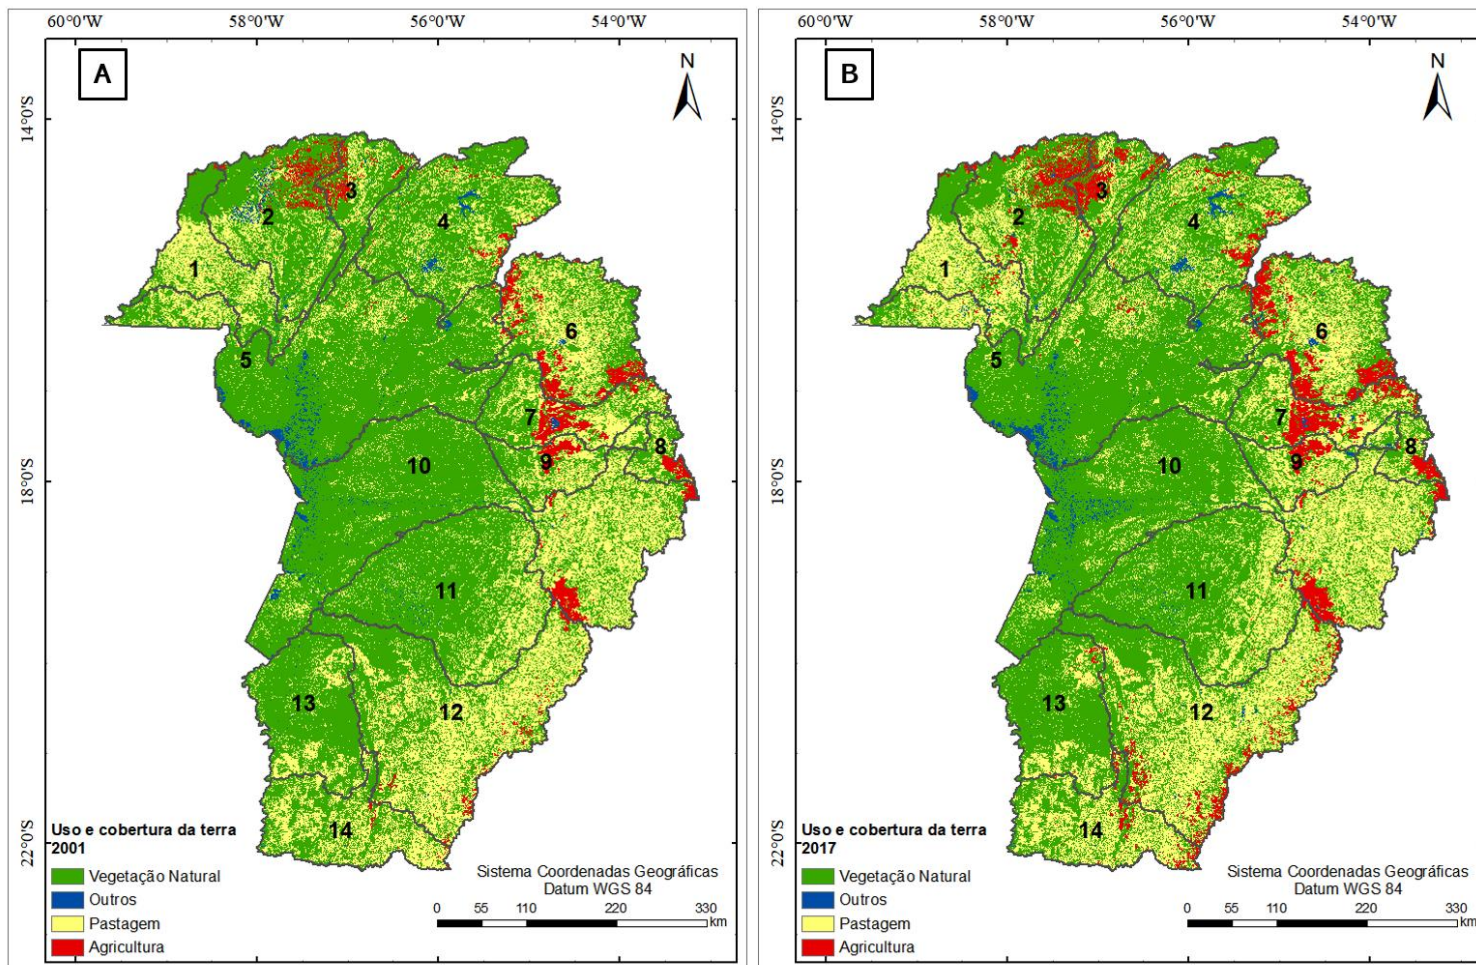 60°0'W 58°0'W 56°0'W 54°0'W
A
N
14°0'S
18°0'S
22°0'S
1
2
3
4
5
6
7
8
9
10
11
12
13
14
Uso e cobertura da terra
2001
Vegetação Natural
Outros
Pastagem
Agricultura
Sistema Coordenadas Geográficas
Datum WGS 84
0 55 110 220 330
km
60°0'W 58°0'W 56°0'W 54°0'W
B
N
14°0'S
18°0'S
22°0'S
1
2
3
4
5
6
7
8
9
10
11
12
13
14
Uso e cobertura da terra
2017
Vegetação Natural
Outros
Pastagem
Agricultura
Sistema Coordenadas Geográficas
Datum WGS 84
0 55 110 220 330
km